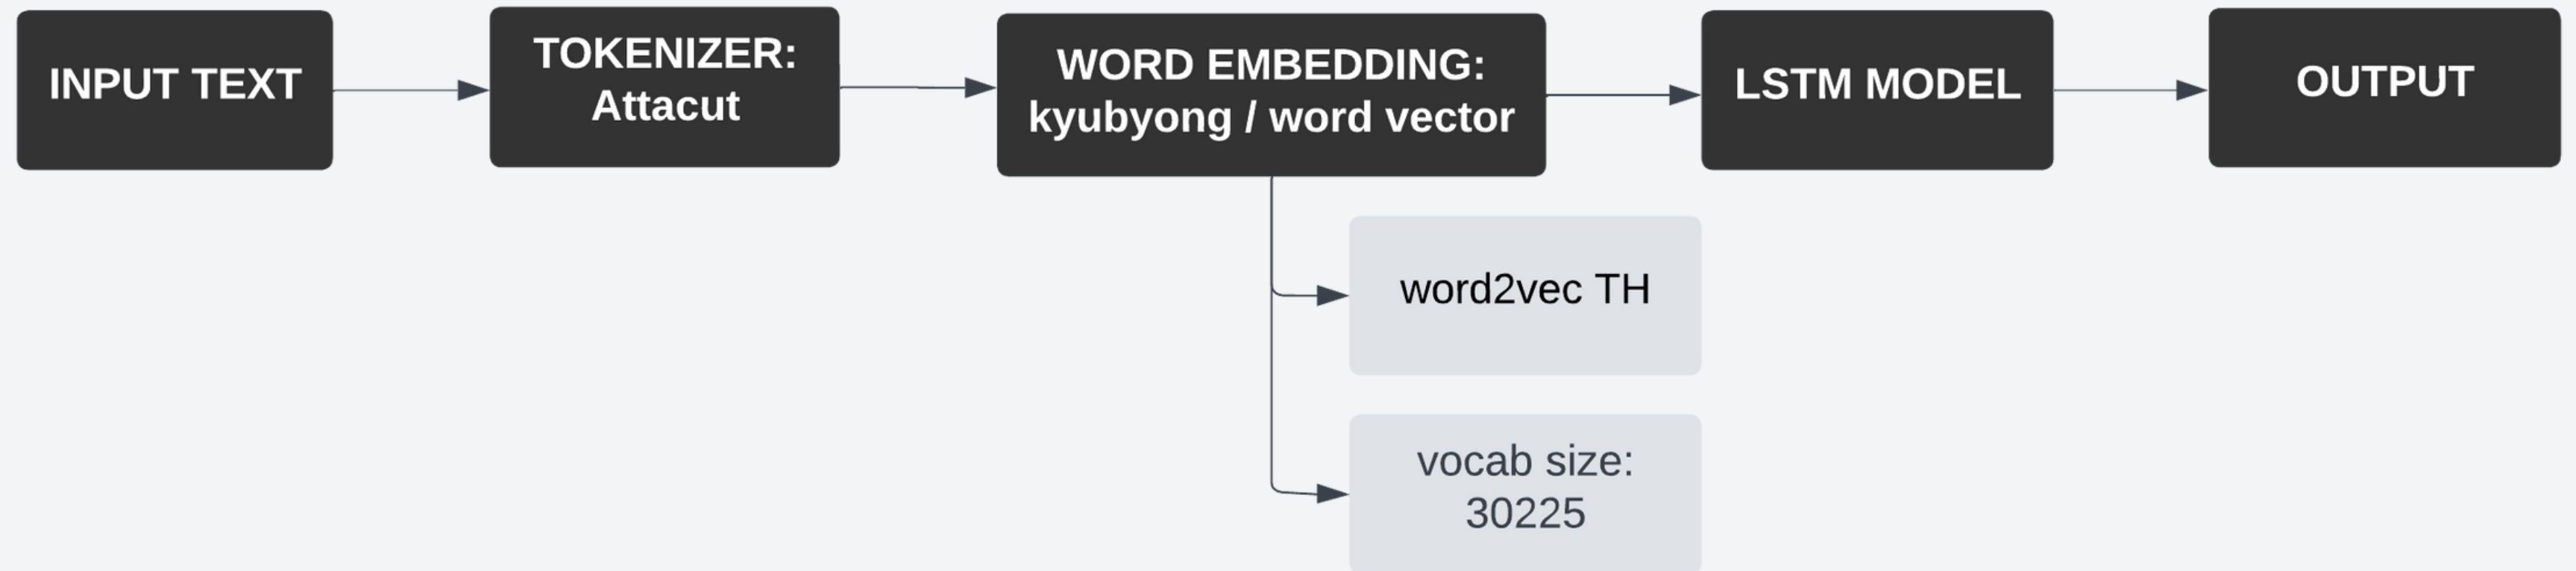 INPUT TEXT
TOKENIZER:
Attacut
WORD EMBEDDING:
kyubyong / word vector
LSTM MODEL
OUTPUT
word2vec TH
vocab size:
30225